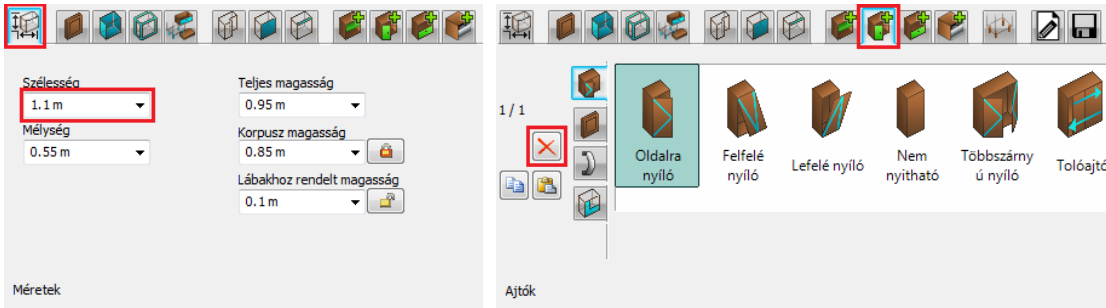 Szélesség
1.1 m
Mélység
0.55 m
Teljes magasság
0.95 m
Korpusz magasság
0.85 m
Lábakhoz rendelt magasság
0.1 m
Méretek
1 / 1
Oldalra
nyíló
Felfelé
nyíló
Lefelé nyíló
Nem
nyitható
Többszárny
ú nyíló
Tolóajtó
Ajtók